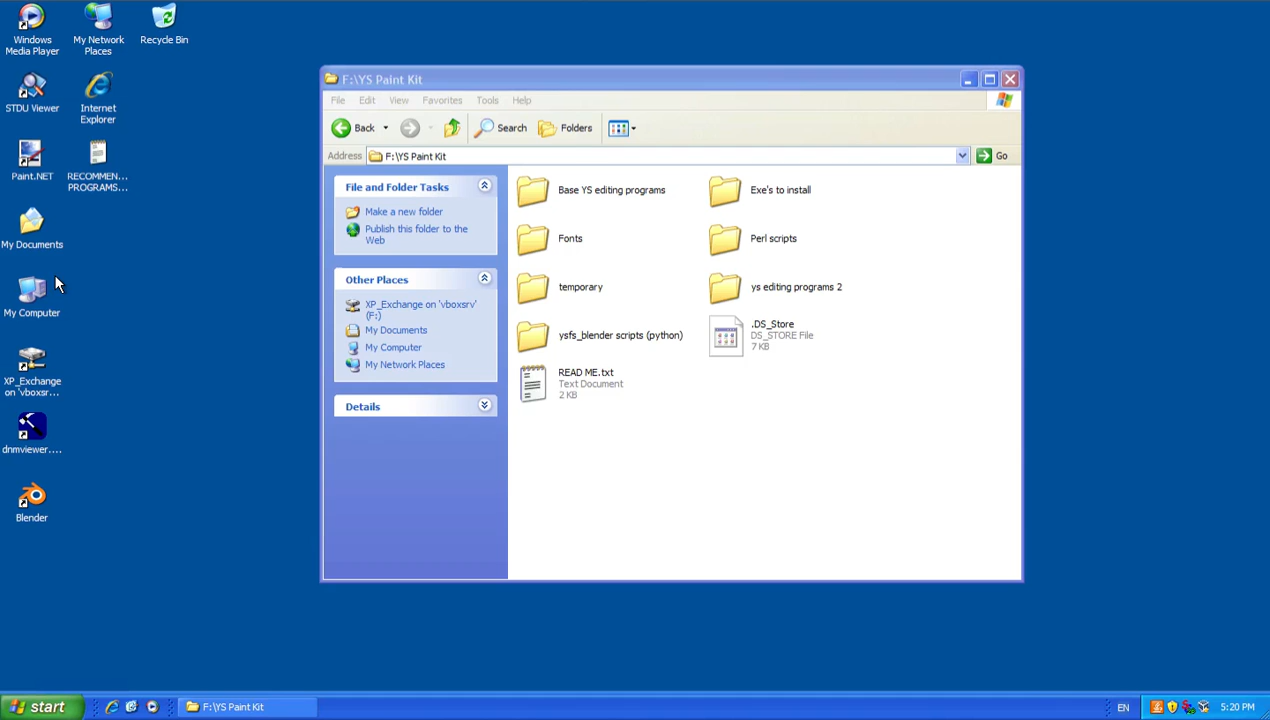 Windows
Media Player
My Network
Places
Recycle Bin
STDU Viewer
Internet
Explorer
Paint.NET
RECOMMEN...
PROGRAMS...
My Documents
My Computer
XP_Exchange
on 'vboxsr...
dnmviewer....
Blender
F:\YS Paint Kit
File Edit View Favorites Tools Help
Back Search Folders
Address F:\YS Paint Kit Go
File and Folder Tasks
Make a new folder
Publish this folder to the
Web
Other Places
XP_Exchange on 'vboxsrv'
(F:)
My Documents
My Computer
My Network Places
Details
Base YS editing programs
Exe's to install
Fonts
Perl scripts
temporary
ys editing programs 2
ysfs_blender scripts (python)
.DS_Store
DS_STORE File
7 KB
READ ME.txt
Text Document
2 KB
start
F:\YS Paint Kit
EN
5:20 PM